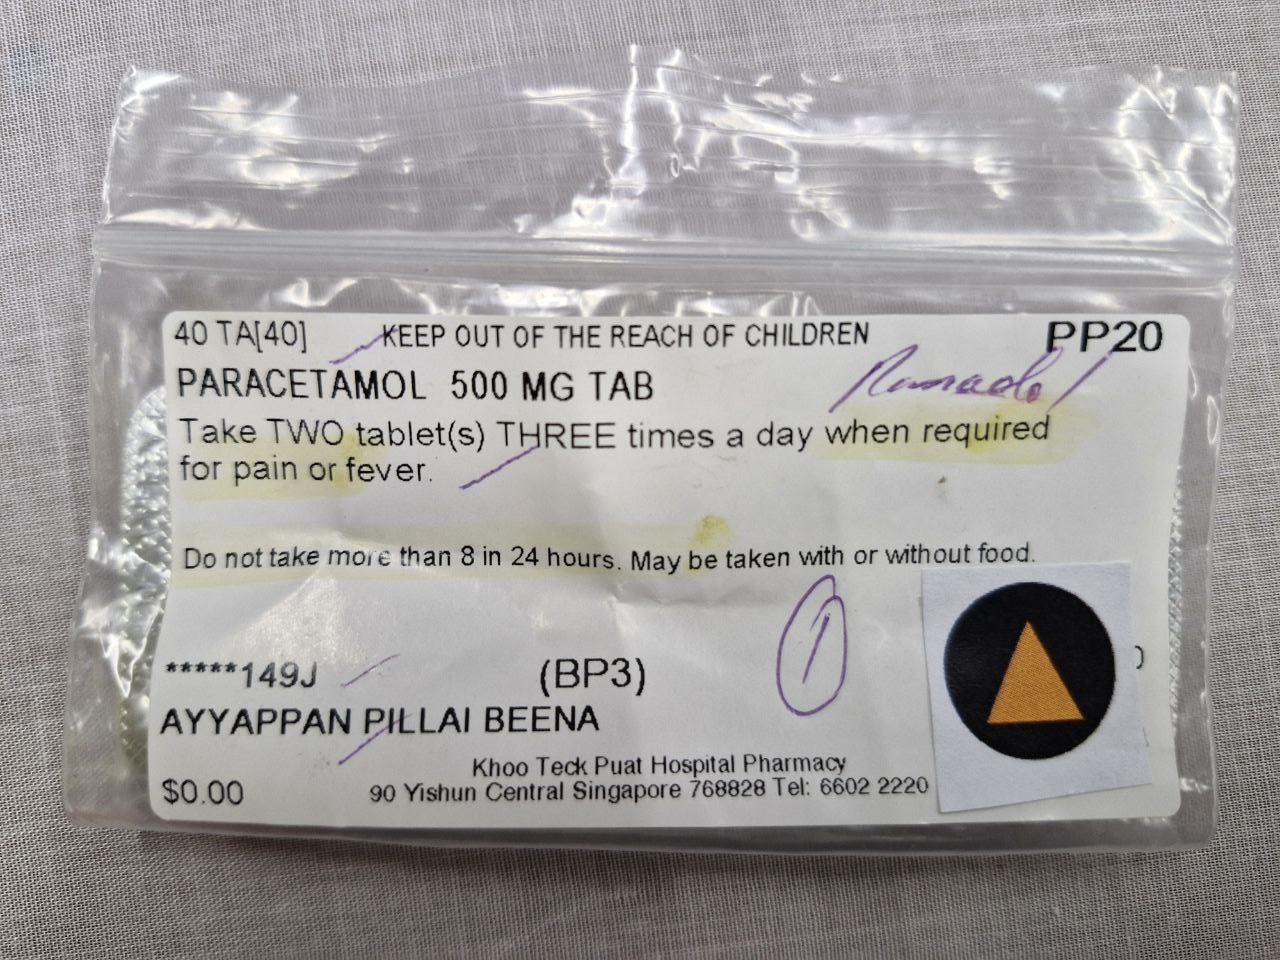 40 TA[40] KEEP OUT OF THE REACH OF CHILDREN PP20
PARACETAMOL 500 MG TAB
Take TWO tablet(s) THREE times a day when required
for pain or fever.
Do not take more than 8 in 24 hours. May be taken with or without food.
1
*****149J (BP3)
AYYAPPAN PILLAI BEENA
Khoo Teck Puat Hospital Pharmacy
$0.00 90 Yishun Central Singapore 768828 Tel: 6602 2220